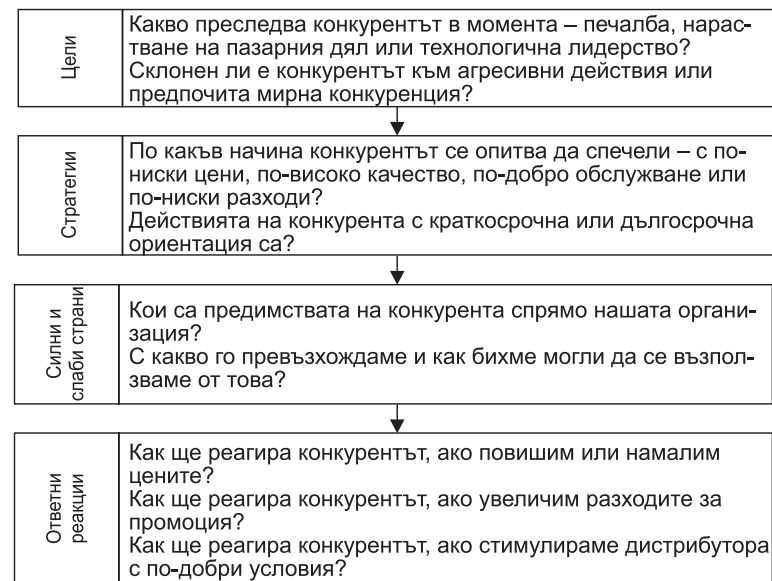 Цели
Какво преследва конкурентът в момента – печалба, нарас-
тване на пазарния дял или технологична лидерство?
Склонен ли е конкурентът към агресивни действия или
предпочита мирна конкуренция?
Стратегии
По какъв начина конкурентът се опитва да спечели – с по-
ниски цени, по-високо качество, по-добро обслужване или
по-ниски разходи?
Действията на конкурента с краткосрочна или дългосрочна
ориентация са?
Силни и
слаби страни
Кои са предимствата на конкурента спрямо нашата органи-
зация?
С какво го превъзхождаме и как бихме могли да се възпол-
зваме от това?
Ответни
реакции
Как ще реагира конкурентът, ако повишим или намалим
цените?
Как ще реагира конкурентът, ако увеличим разходите за
промоция?
Как ще реагира конкурентът, ако стимулираме дистрибутора
с по-добри условия?